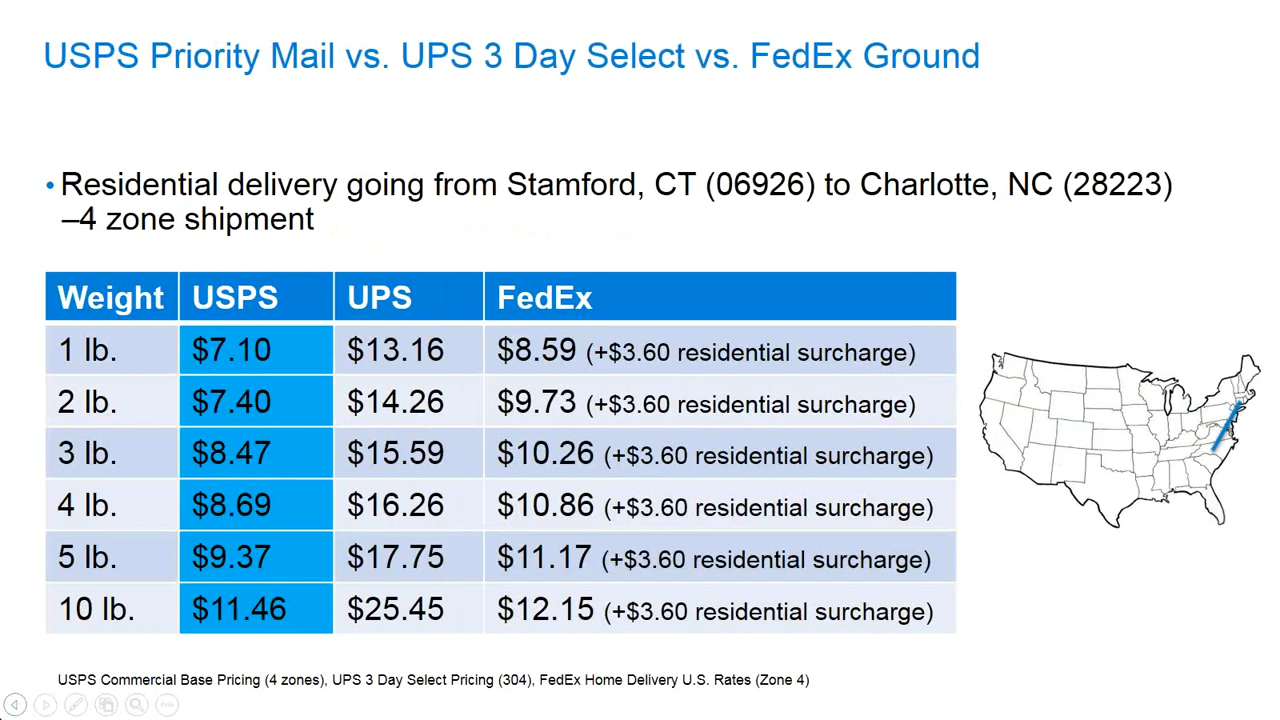 USPS Priority Mail vs. UPS 3 Day Select vs. FedEx Ground
• Residential delivery going from Stamford, CT (06926) to Charlotte, NC (28223)
–4 zone shipment
Weight USPS UPS FedEx
1 lb. $7.10 $13.16 $8.59 (+$3.60 residential surcharge)
2 lb. $7.40 $14.26 $9.73 (+$3.60 residential surcharge)
3 lb. $8.47 $15.59 $10.26 (+$3.60 residential surcharge)
4 lb. $8.69 $16.26 $10.86 (+$3.60 residential surcharge)
5 lb. $9.37 $17.75 $11.17 (+$3.60 residential surcharge)
10 lb. $11.46 $25.45 $12.15 (+$3.60 residential surcharge)
USPS Commercial Base Pricing (4 zones), UPS 3 Day Select Pricing (304), FedEx Home Delivery U.S. Rates (Zone 4)